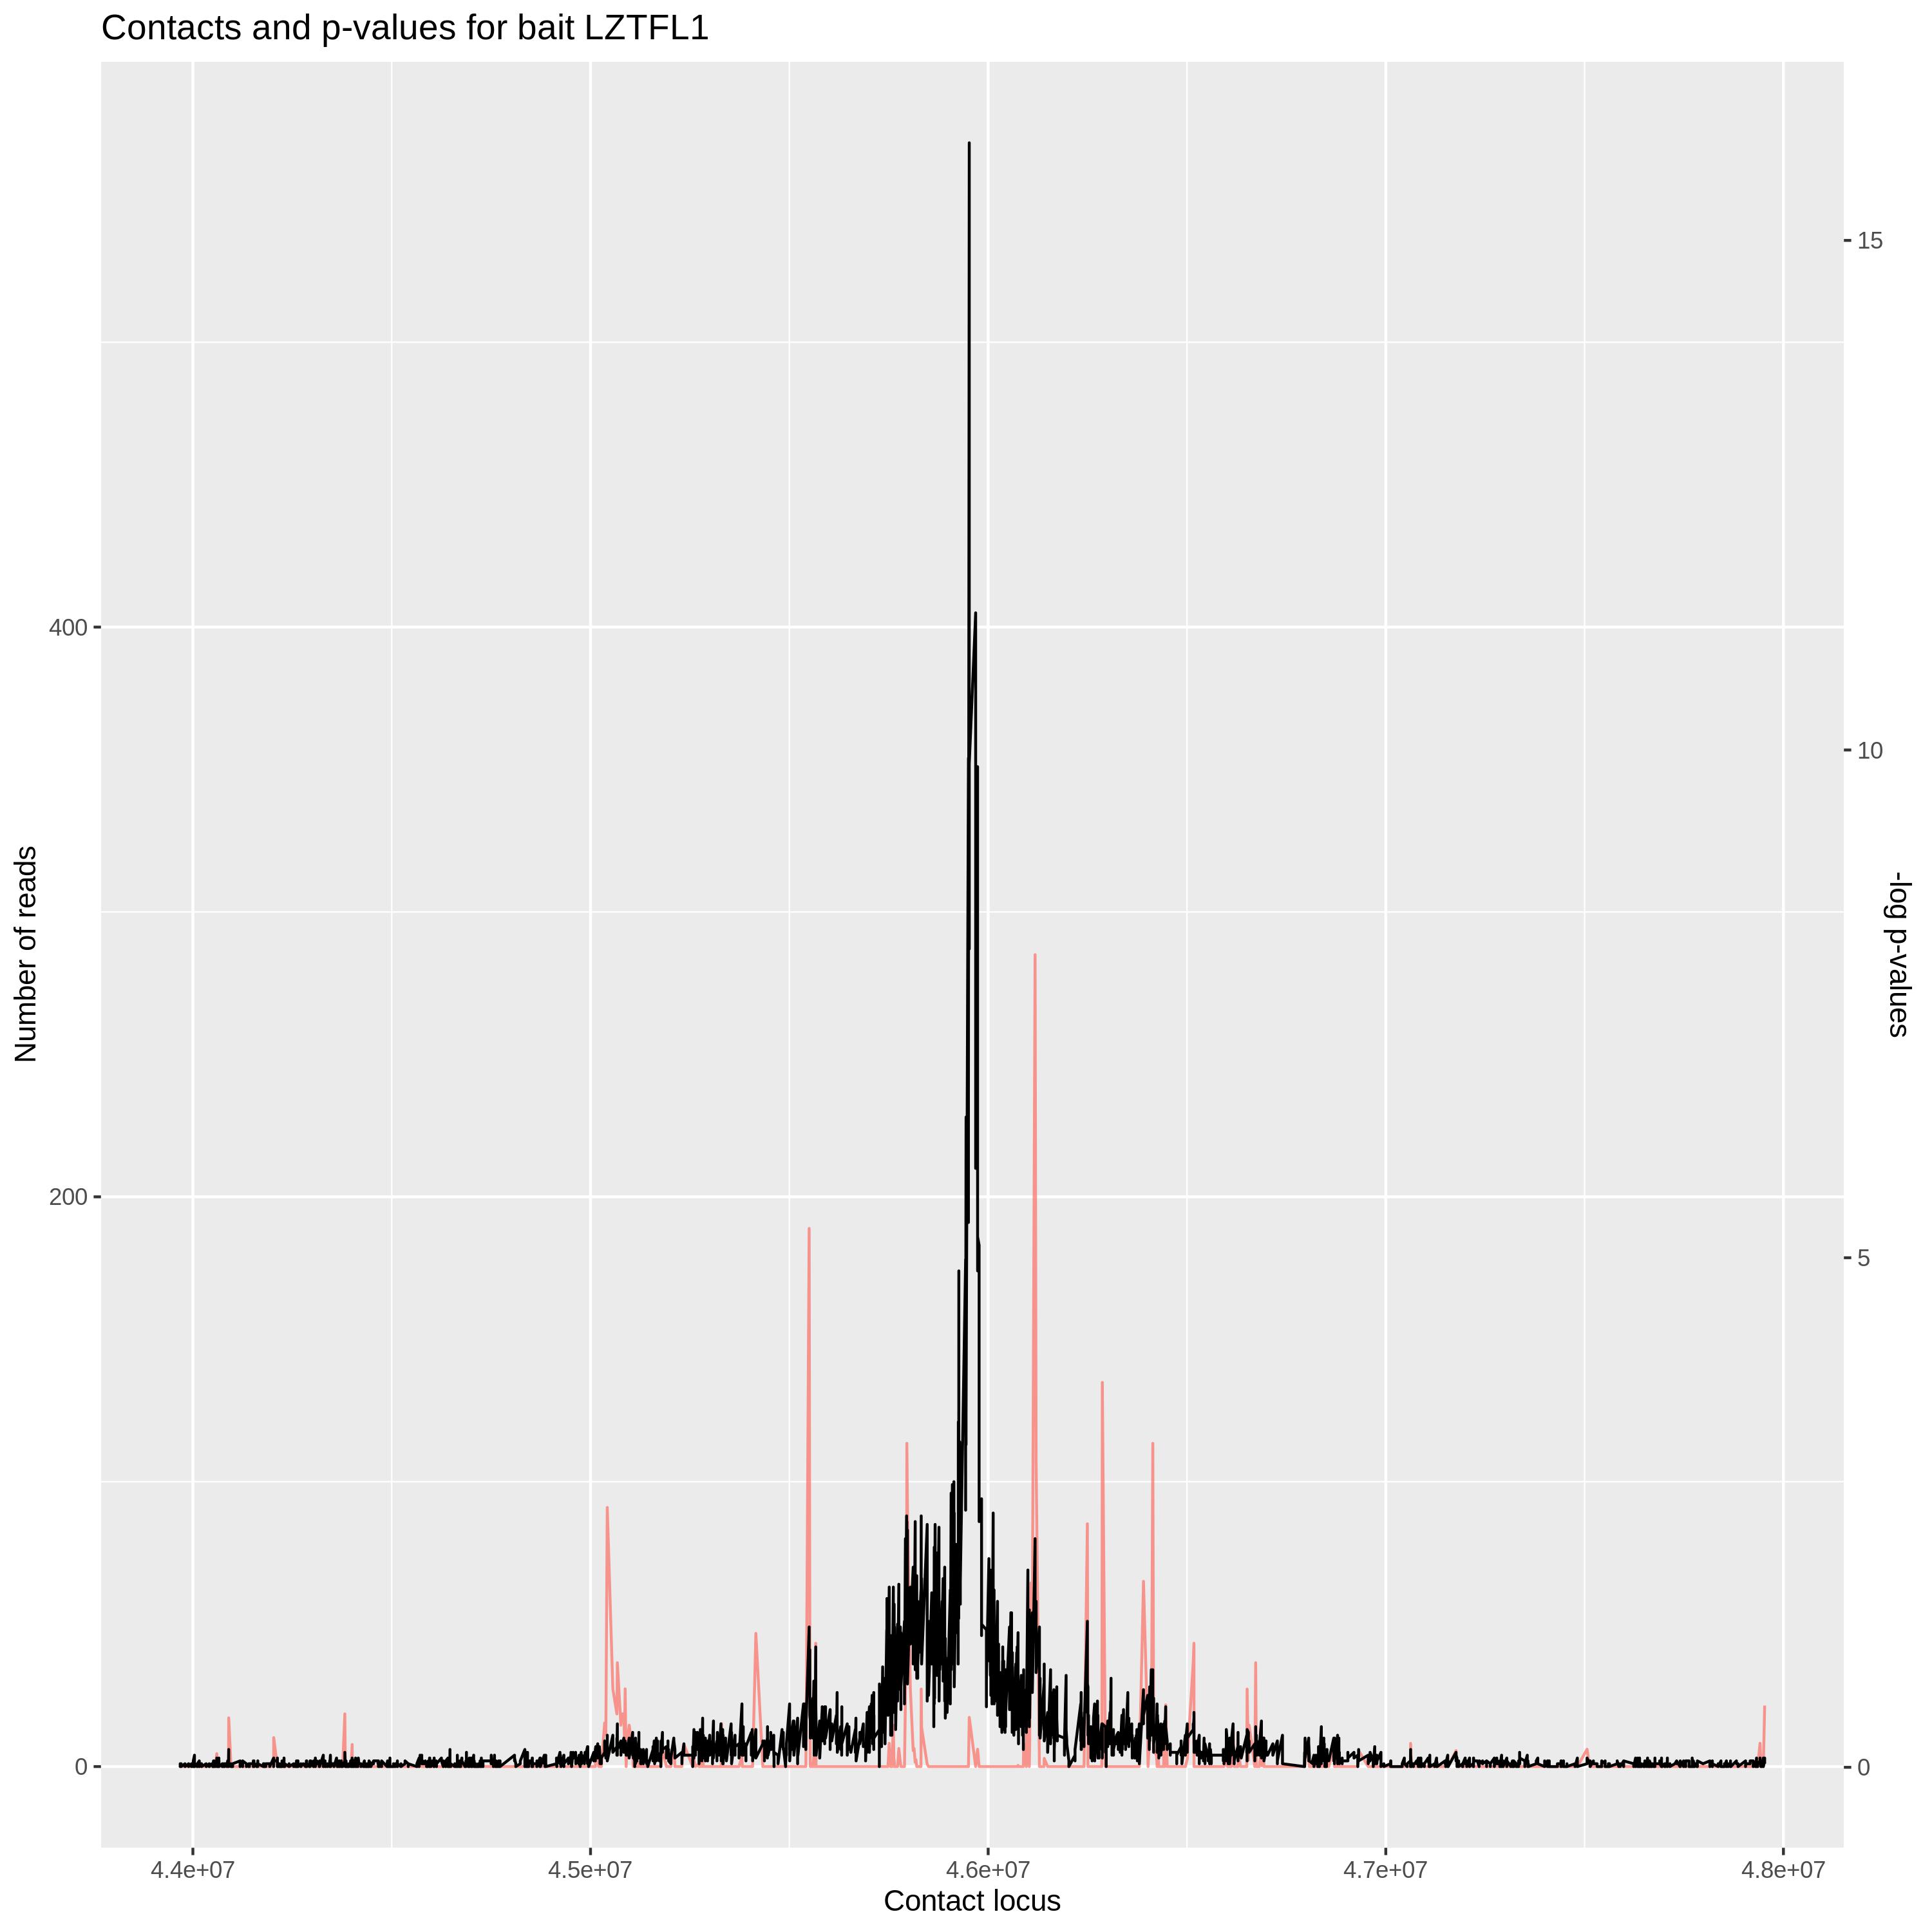 Contacts and p-values for bait LZTFL1
15
400
10
Number of reads
-log p-values
200
5
0
0
4.4e+07
4.5e+07
4.6e+07
4.7e+07
4.8e+07
Contact locus